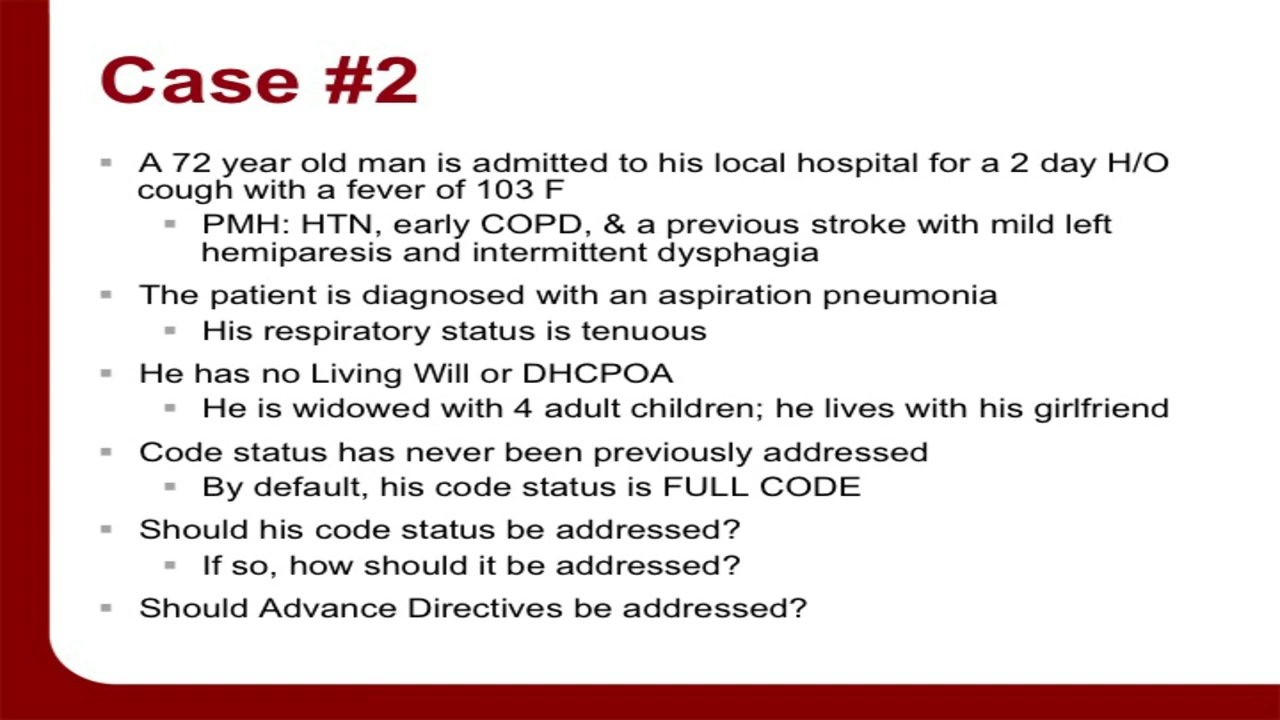 Case #2
A 72 year old man is admitted to his local hospital for a 2 day H/O
cough with a fever of 103 F
PMH: HTN, early COPD, & a previous stroke with mild left
hemiparesis and intermittent dysphagia
The patient is diagnosed with an aspiration pneumonia
His respiratory status is tenuous
He has no Living Will or DHCPOA
He is widowed with 4 adult children; he lives with his girlfriend
Code status has never been previously addressed
By default, his code status is FULL CODE
Should his code status be addressed?
If so, how should it be addressed?
Should Advance Directives be addressed?